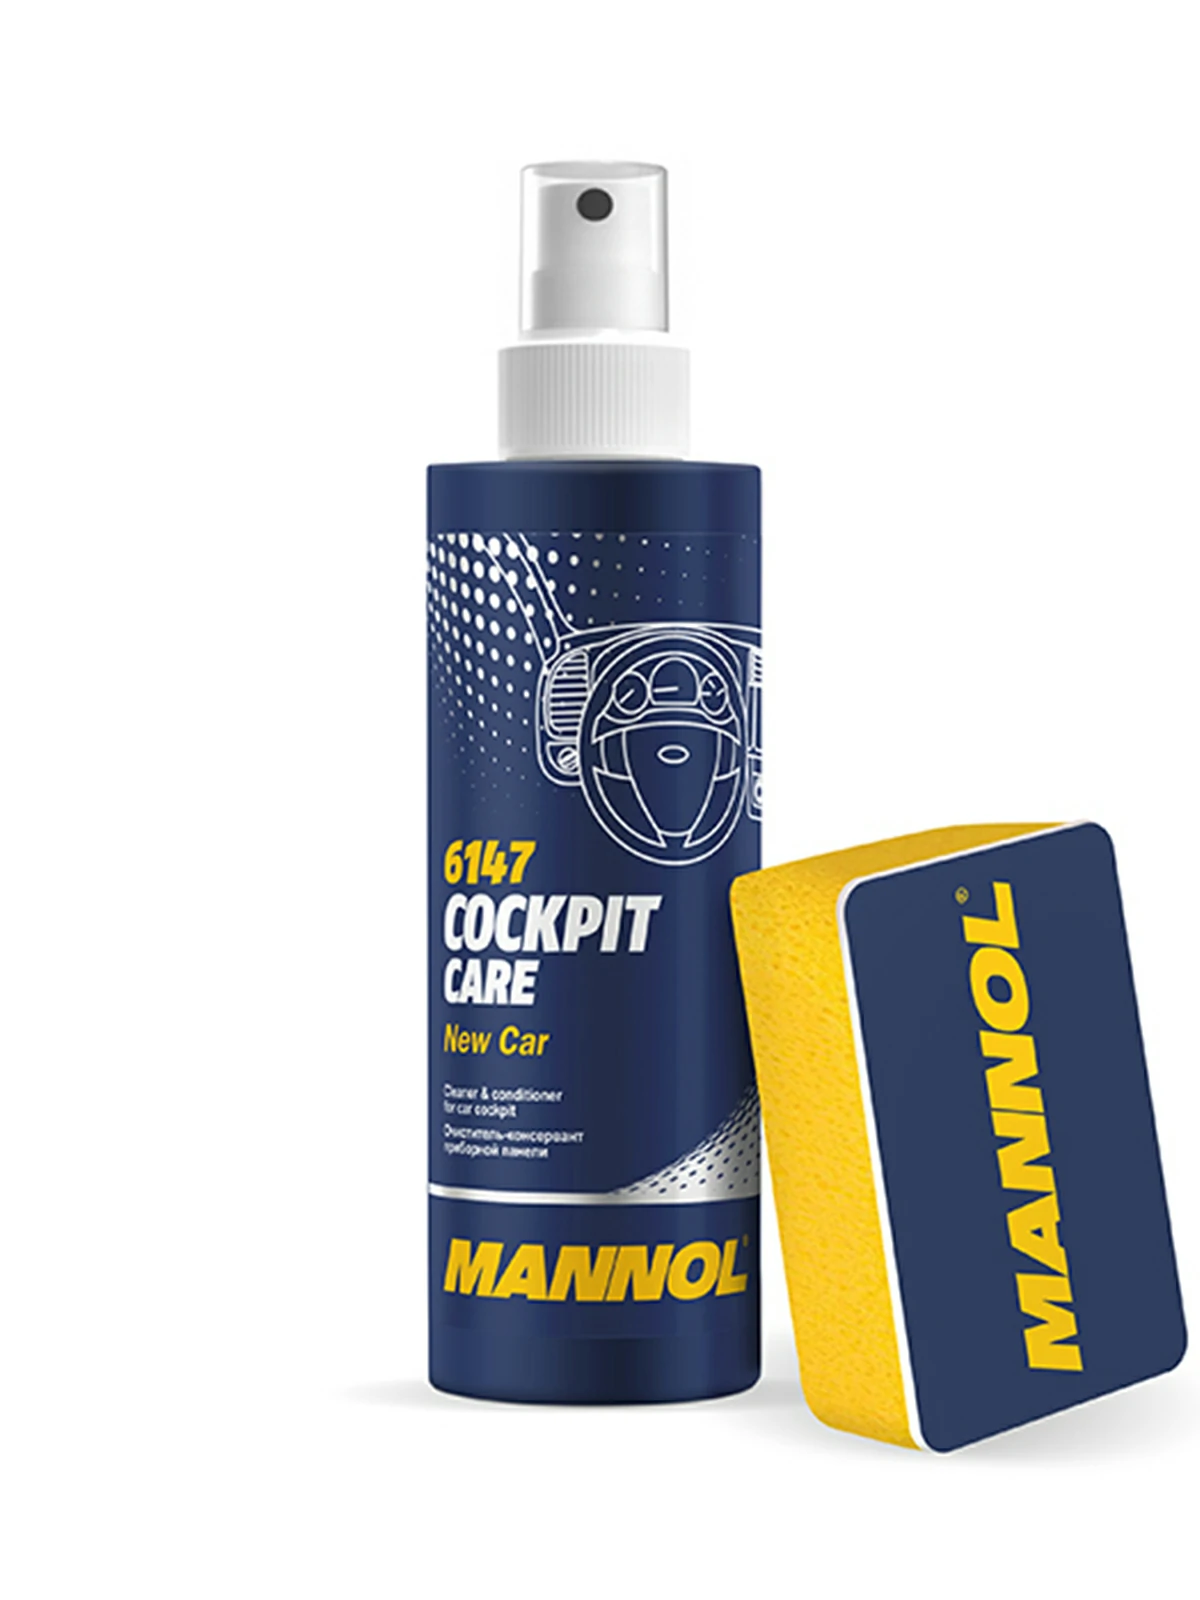 6147
COCKPIT
CARE
New Car
Cleaner & conditioner
for car cockpit
Очиститель-консервант
приборной панели
MANNOL®
MANNOL®